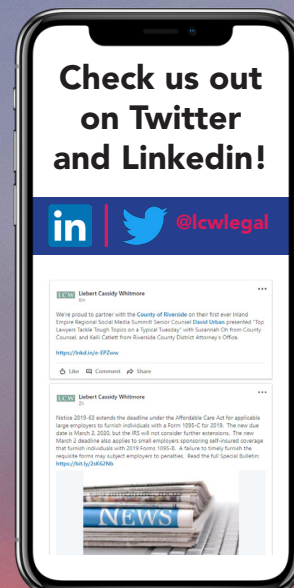 Check us out
on Twitter
and Linkedin!
in | @lcwlegal
LCW Liebert Cassidy Whitmore
6m
We're proud to partner with the County of Riverside on their first ever Inland
Empire Regional Social Media Summit! Senior Counsel David Urban presented "Top
Lawyers Tackle Tough Topics on a Typical Tuesday" with Susannah Oh from County
Counsel, and Kelli Catlett from Riverside County District Attorney's Office.
https://lnkd.in/e-EPZuw
Like Comment Share
LCW Liebert Cassidy Whitmore
2h
Notice 2019-63 extends the deadline under the Affordable Care Act for applicable
large employers to furnish individuals with a Form 1095-C for 2019. The new due
date is March 2, 2020, but the IRS will not consider further extensions. The new
March 2 deadline also applies to small employers sponsoring self-insured coverage
that furnish individuals with 2019 Forms 1095-B. A failure to timely furnish the
requisite forms may subject employers to penalties. Read the full Special Bulletin:
https://bit.ly/2sK62Nb
NEWS